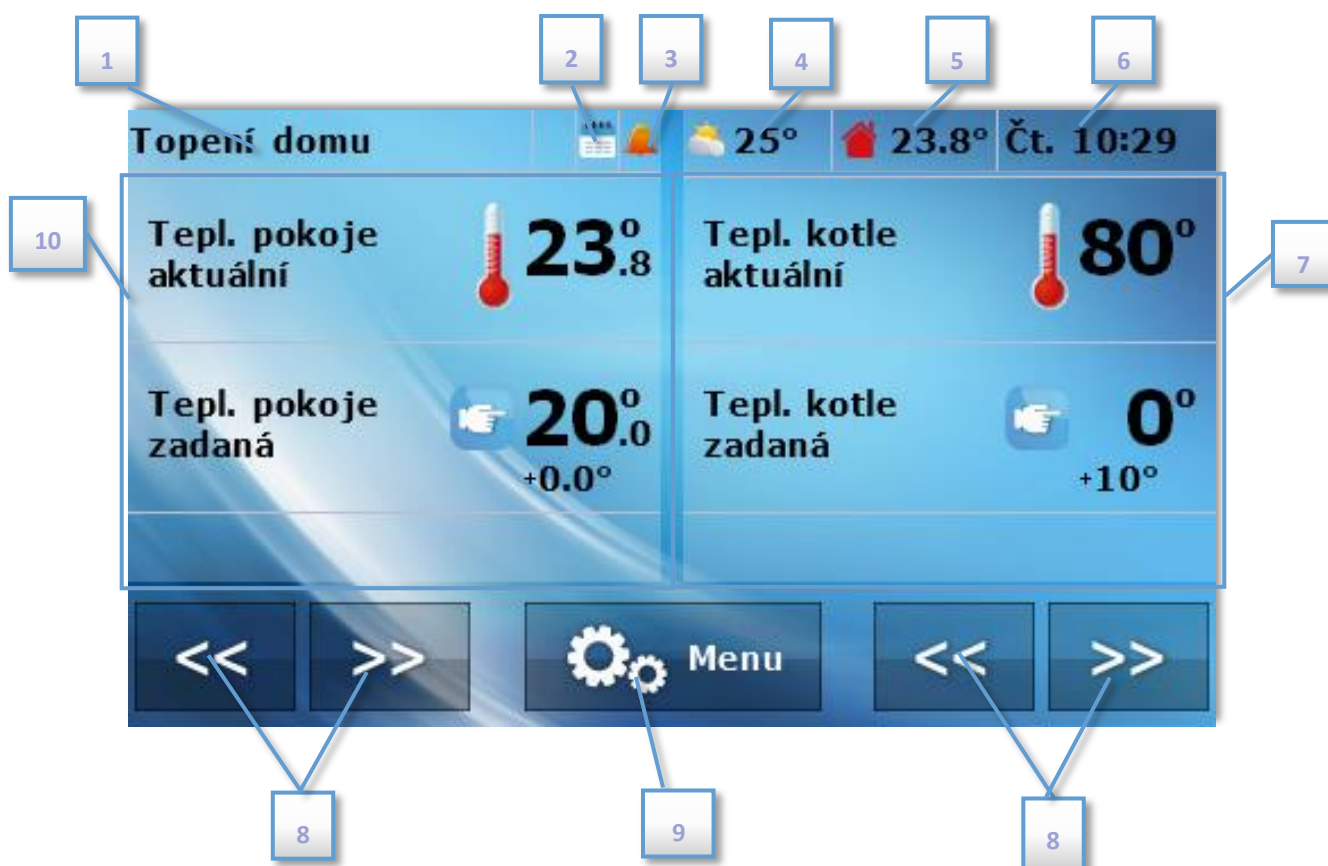 1
2
3
4
5
6
Topení domu
25°
23.8°
Čt. 10:29
10
Tepl. pokoje
aktuální
23.8°
Tepl. kotle
aktuální
80°
7
Tepl. pokoje
zadaná
20.0°
+0.0°
Tepl. kotle
zadaná
0°
+10°
<<
>>
Menu
<<
>>
8
9
8